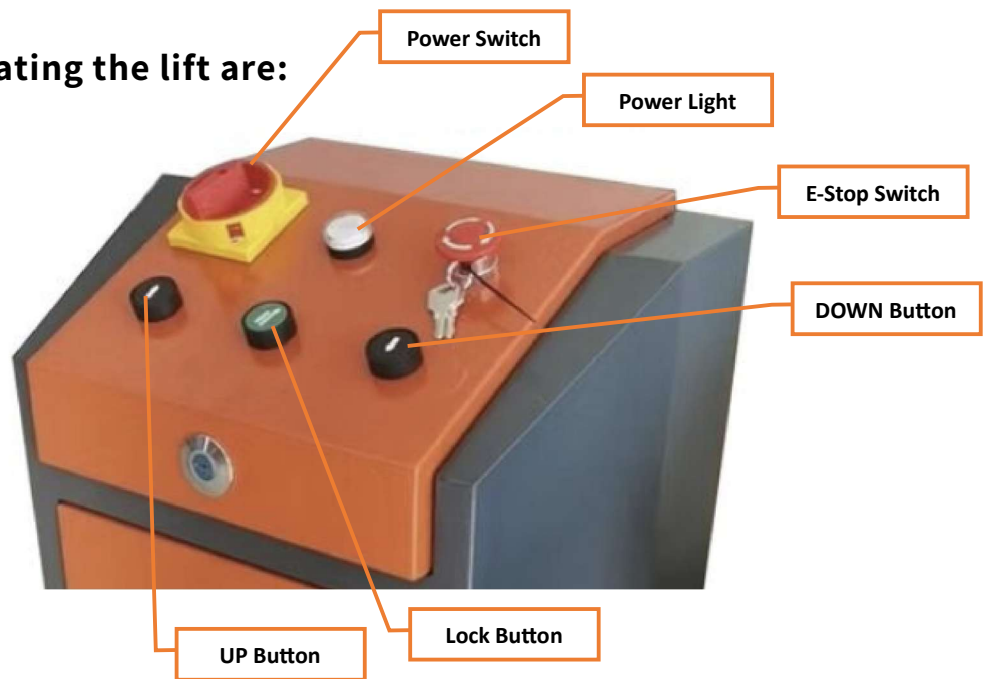 Power Switch
ating the lift are:
Power Light
E-Stop Switch
DOWN Button
Lock Button
UP Button